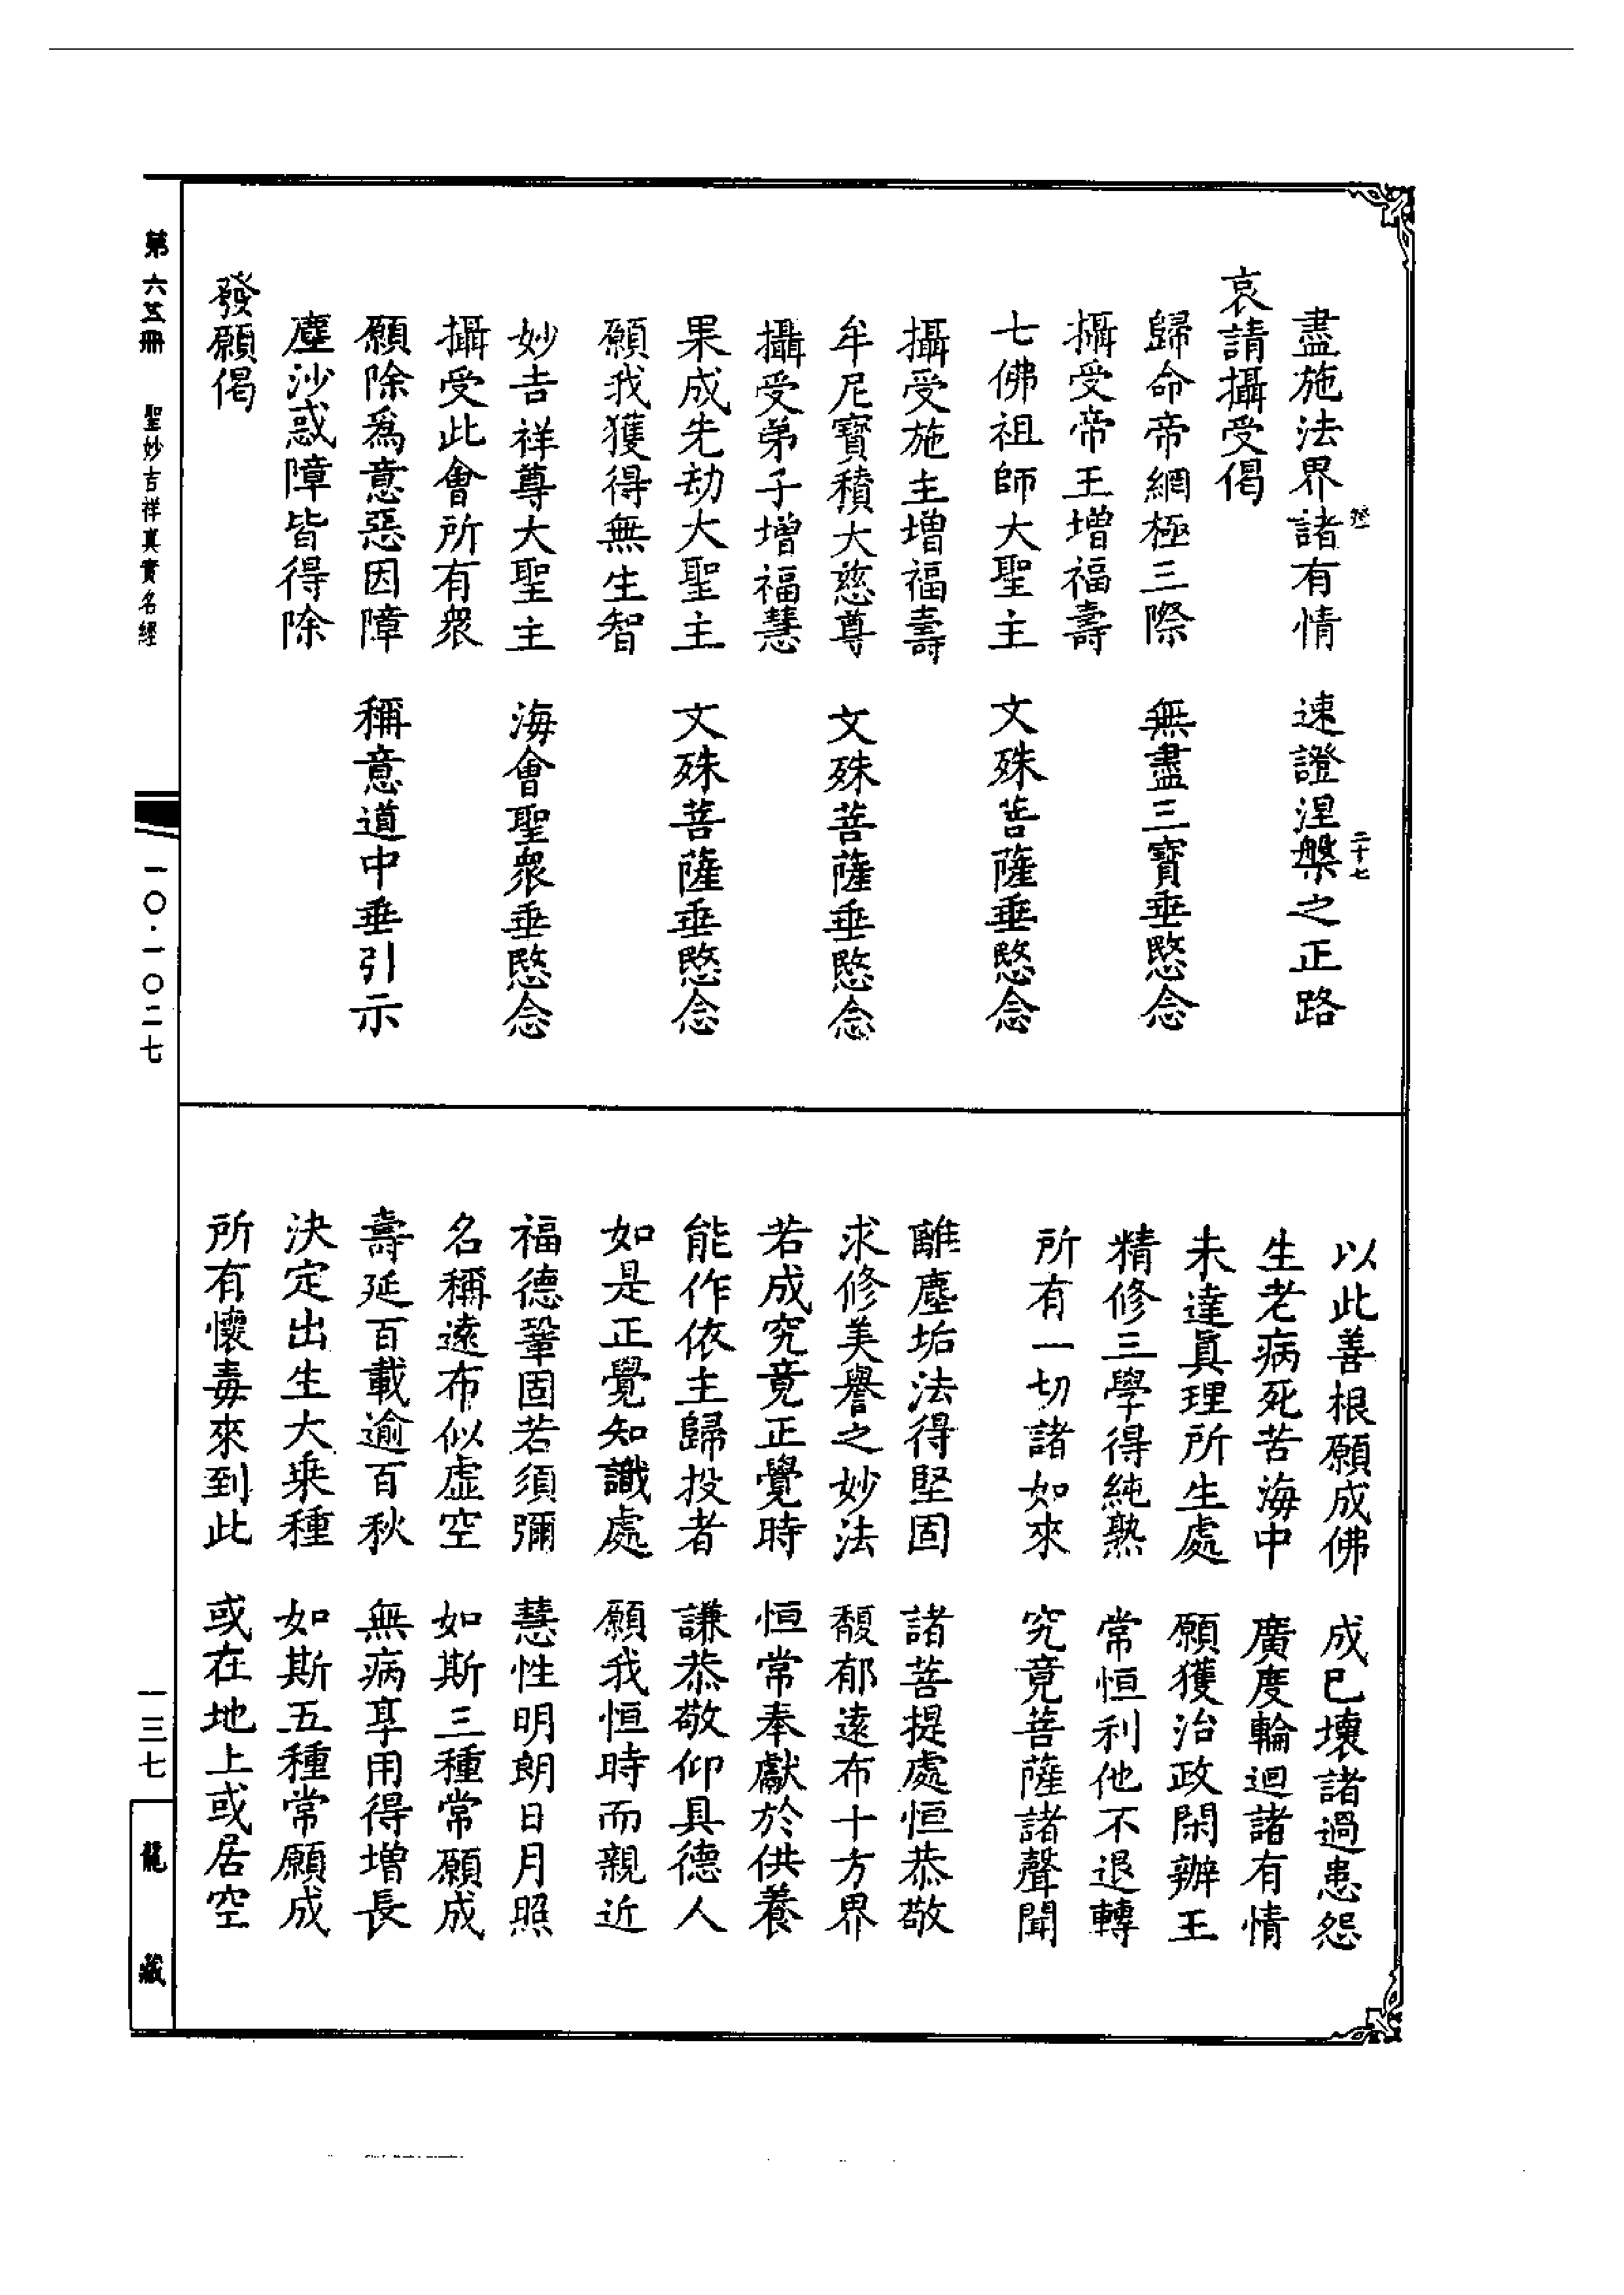 盡施法界諸有情　速證涅槃之正路
二十七
哀請攝受偈
歸命帝網極三際　無盡三寶垂愍念
攝受帝王增福壽
七佛祖師大聖主　文殊菩薩垂愍念
攝受施主增福壽
牟尼寶積大慈尊　文殊菩薩垂愍念
攝受弟子增福慧
果成先劫大聖主　文殊菩薩垂愍念
願我獲得無生智
妙吉祥尊大聖主　海會聖衆垂愍念
攝受此會所有衆
願除為意惡因障　稱意道中垂引示
塵沙惑障皆得除
發願偈
以此善根願成佛　成已壞諸過患怨
生老病死苦海中　廣度輪迴諸有情
未達真理所生處　願獲治政閑辦王
精修三學得純熟　常恒利他不退轉
所有一切諸如來　究竟菩薩諸聲聞
離塵垢法得堅固　諸菩提處恒恭敬
求修美譽之妙法　馥郁遠布十方界
若成究竟正覺時　恒常奉獻於供養
能作依主歸投者　謙恭敬仰具德人
如是正覺知識處　願我恒時而親近
福德鞏固若須彌　慧性明朗日月照
名稱遠布似虛空　如斯三種常願成
壽延百載逾百秋　無病享用得增長
決定出生大乘種　如斯五種常願成
所有懷毒來到此　或在地上或居空
第六五冊　聖妙吉祥真實名經
一〇·一〇二七
一三七
龍藏